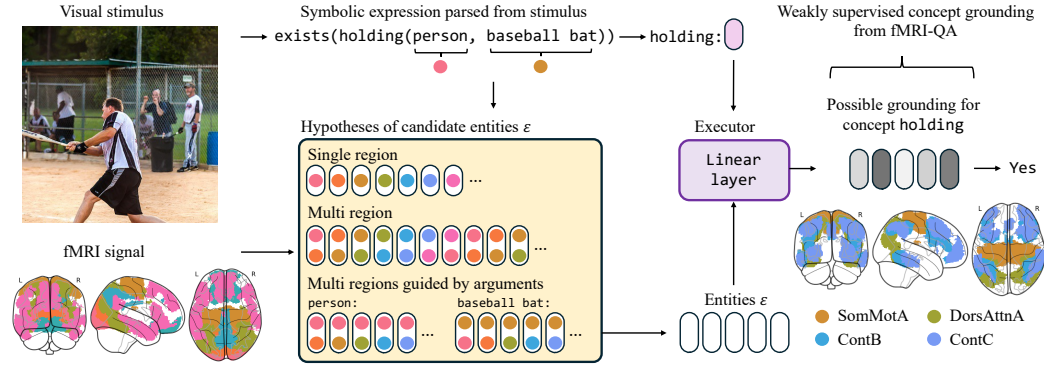 Visual stimulus
Symbolic expression parsed from stimulus
exists(holding(person, baseball bat))
holding:
Weakly supervised concept grounding
from fMRI-QA
Hypotheses of candidate entities ε
Single region
...
Multi region
...
Multi regions guided by arguments
person:
baseball bat:
...
...
fMRI signal
L
R
L
R
Executor
Linear
layer
Entities ε
Possible grounding for
concept holding
Yes
L
R
L
R
SomMotA
DorsAttnA
ContB
ContC